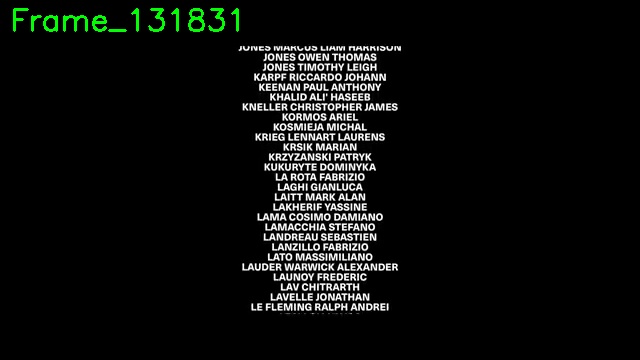 Frame_131831
JONES MARCUS LIAM HARRISON
JONES OWEN THOMAS
JONES TIMOTHY LEIGH
KARPF RICCARDO JOHANN
KEENAN PAUL ANTHONY
KHALID ALI' HASEEB
KNELLER CHRISTOPHER JAMES
KORMOS ARIEL
KOSMIEJA MICHAL
KRIEG LENNART LAURENS
KRSIK MARIAN
KRZYZANSKI PATRYK
KUKURYTE DOMINYKA
LA ROTA FABRIZIO
LAGHI GIANLUCA
LAITT MARK ALAN
LAKHERIF YASSINE
LAMA COSIMO DAMIANO
LAMACCHIA STEFANO
LANDREAU SEBASTIEN
LANZILLO FABRIZIO
LATO MASSIMILIANO
LAUDER WARWICK ALEXANDER
LAUNOY FREDERIC
LAV CHITRARTH
LAVELLE JONATHAN
LE FLEMING RALPH ANDREI